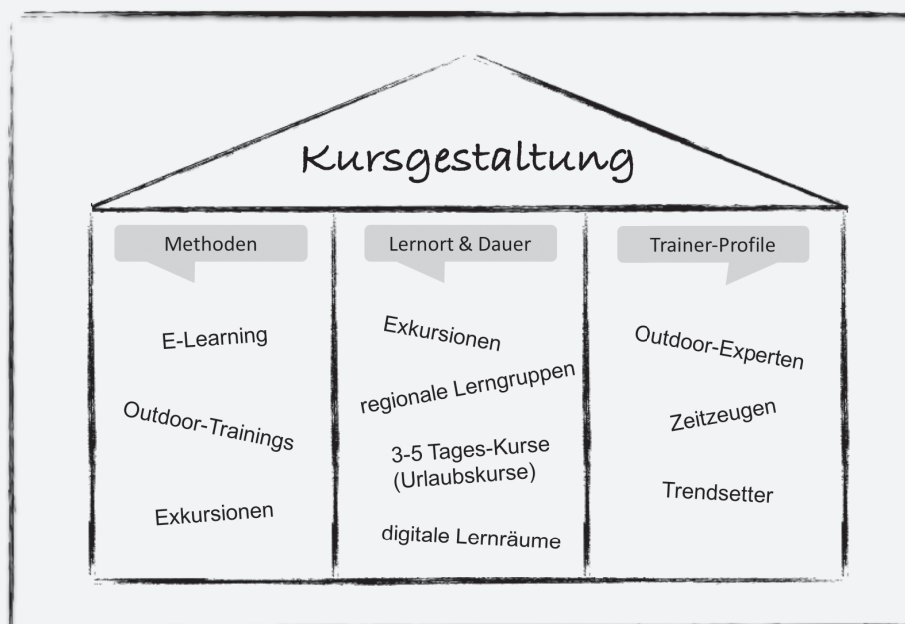 Kursgestaltung
Methoden
E-Learning
Outdoor-Trainings
Exkursionen
Lernort & Dauer
Exkursionen
regionale Lerngruppen
3-5 Tages-Kurse
(Urlaubskurse)
digitale Lernräume
Trainer-Profile
Outdoor-Experten
Zeitzeugen
Trendsetter